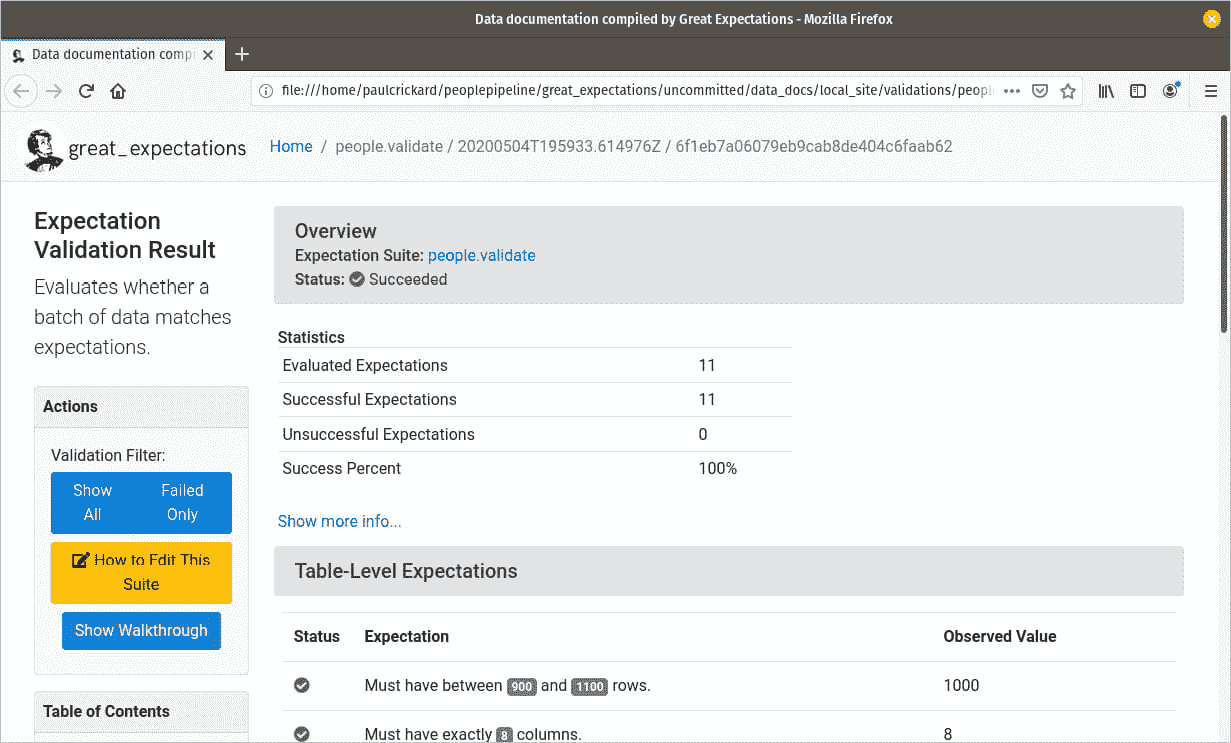 Data documentation compiled by Great Expectations - Mozilla Firefox
Data documentation comp
file:///home/paulcrickard/peoplepipeline/great_expectations/uncommitted/data_docs/local_site/validations/peopl
great_expectations
Home / people.validate / 20200504T195933.614976Z / 6f1eb7a06079eb9cab8de404c6faab62
Expectation
Validation Result
Evaluates whether a
batch of data matches
expectations.
Actions
Validation Filter:
Show All
Failed Only
How to Edit This
Suite
Show Walkthrough
Table of Contents
Overview
Expectation Suite: people.validate
Status: Succeeded
Statistics
Evaluated Expectations 11
Successful Expectations 11
Unsuccessful Expectations 0
Success Percent 100%
Show more info...
Table-Level Expectations
Status Expectation Observed Value
Must have between 900 and 1100 rows. 1000
Must have exactly 8 columns. 8